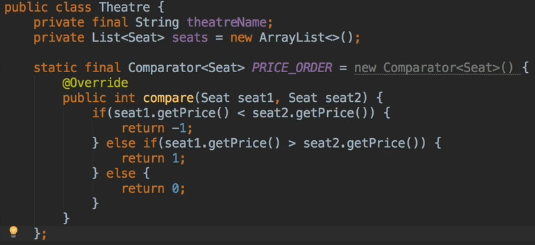 public class Theatre {
    private final String theatreName;
    private List<Seat> seats = new ArrayList<>();

    static final Comparator<Seat> PRICE_ORDER = new Comparator<Seat>() {
        @Override
        public int compare(Seat seat1, Seat seat2) {
            if(seat1.getPrice() < seat2.getPrice()) {
                return -1;
            } else if(seat1.getPrice() > seat2.getPrice()) {
                return 1;
            } else {
                return 0;
            }
        }
    };